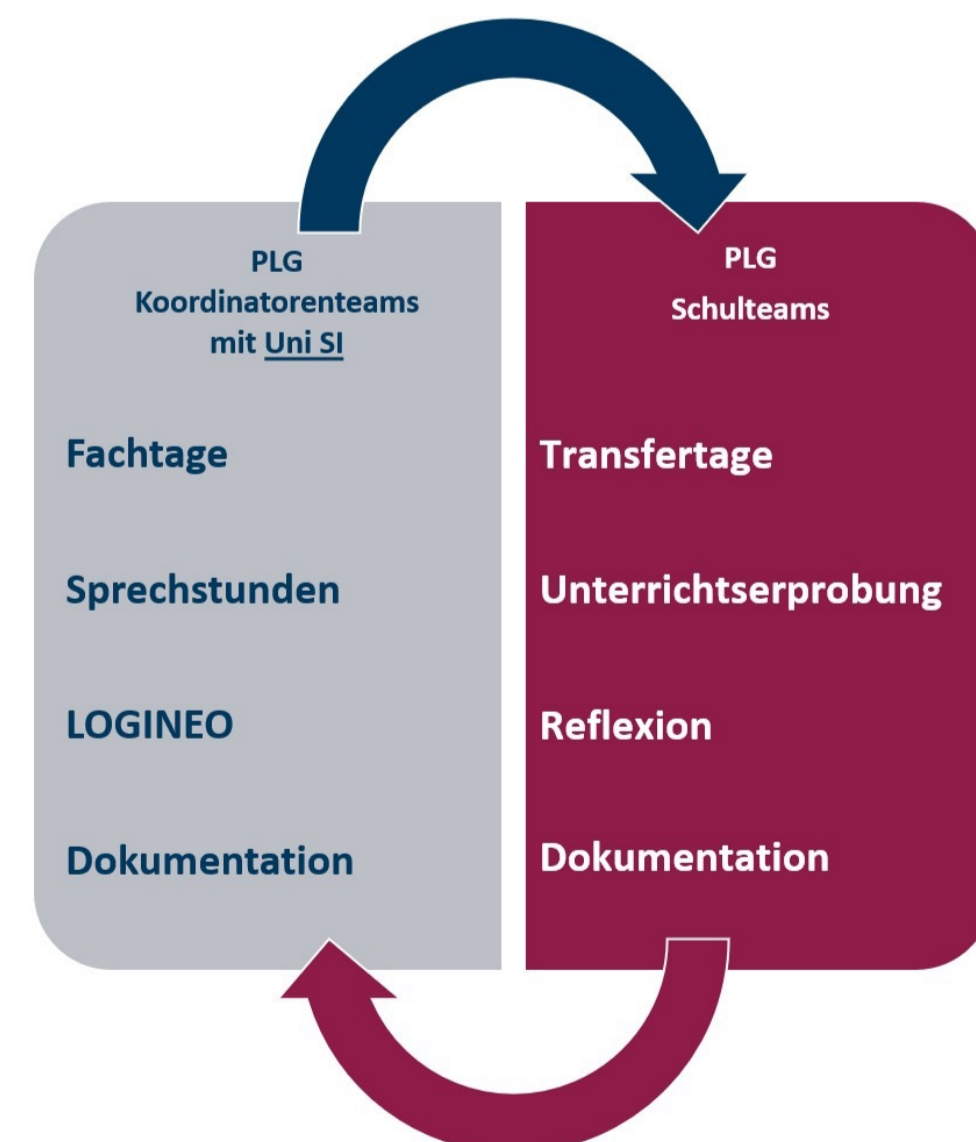 PLG
Koordinatorenteams
mit Uni SI
Fachtage
Sprechstunden
LOGINEO
Dokumentation
PLG
Schulteams
Transfertage
Unterrichtserprobung
Reflexion
Dokumentation